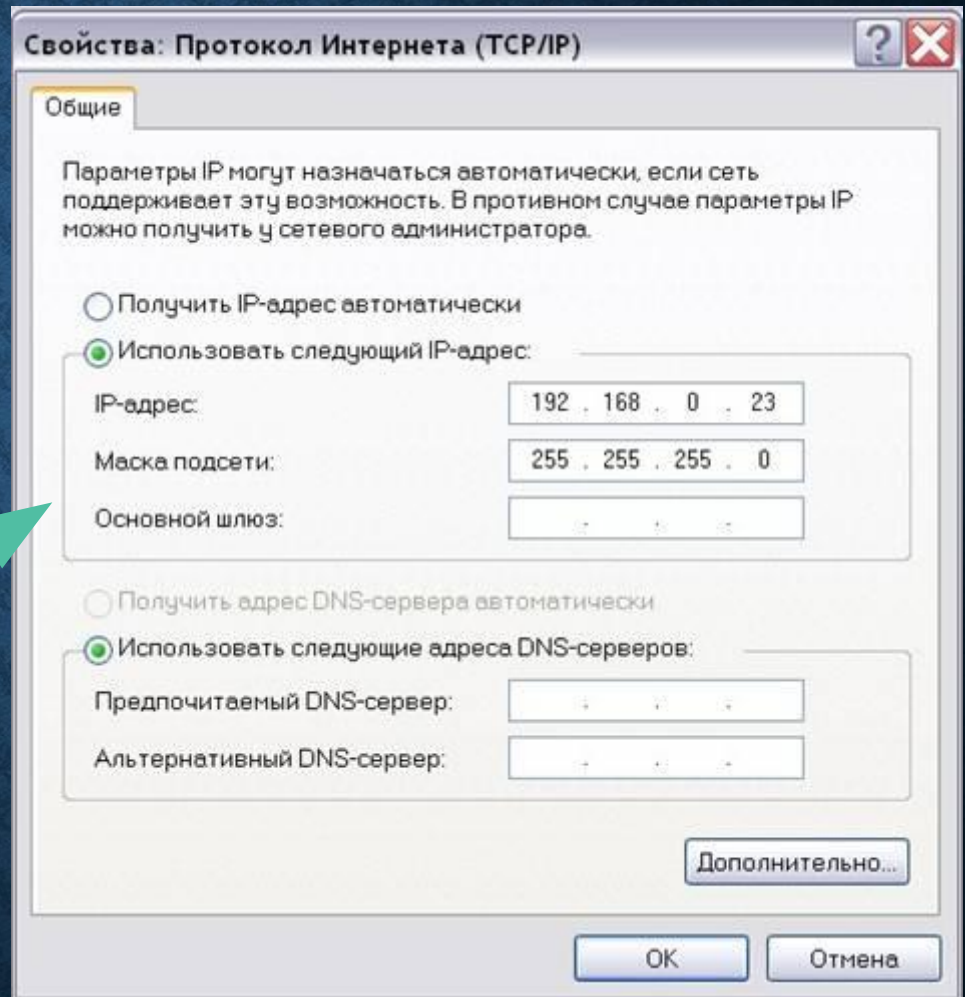 Свойства: Протокол Интернета (TCP/IP)
Общие
Параметры IP могут назначаться автоматически, если сеть
поддерживает эту возможность. В противном случае параметры IP
можно получить у сетевого администратора.
Получить IP-адрес автоматически
Использовать следующий IP-адрес:
IP-адрес: 192 . 168 . 0 . 23
Маска подсети: 255 . 255 . 255 . 0
Основной шлюз: . . .
Получить адрес DNS-сервера автоматически
Использовать следующие адреса DNS-серверов:
Предпочитаемый DNS-сервер: . . .
Альтернативный DNS-сервер: . . .
Дополнительно...
ОК Отмена